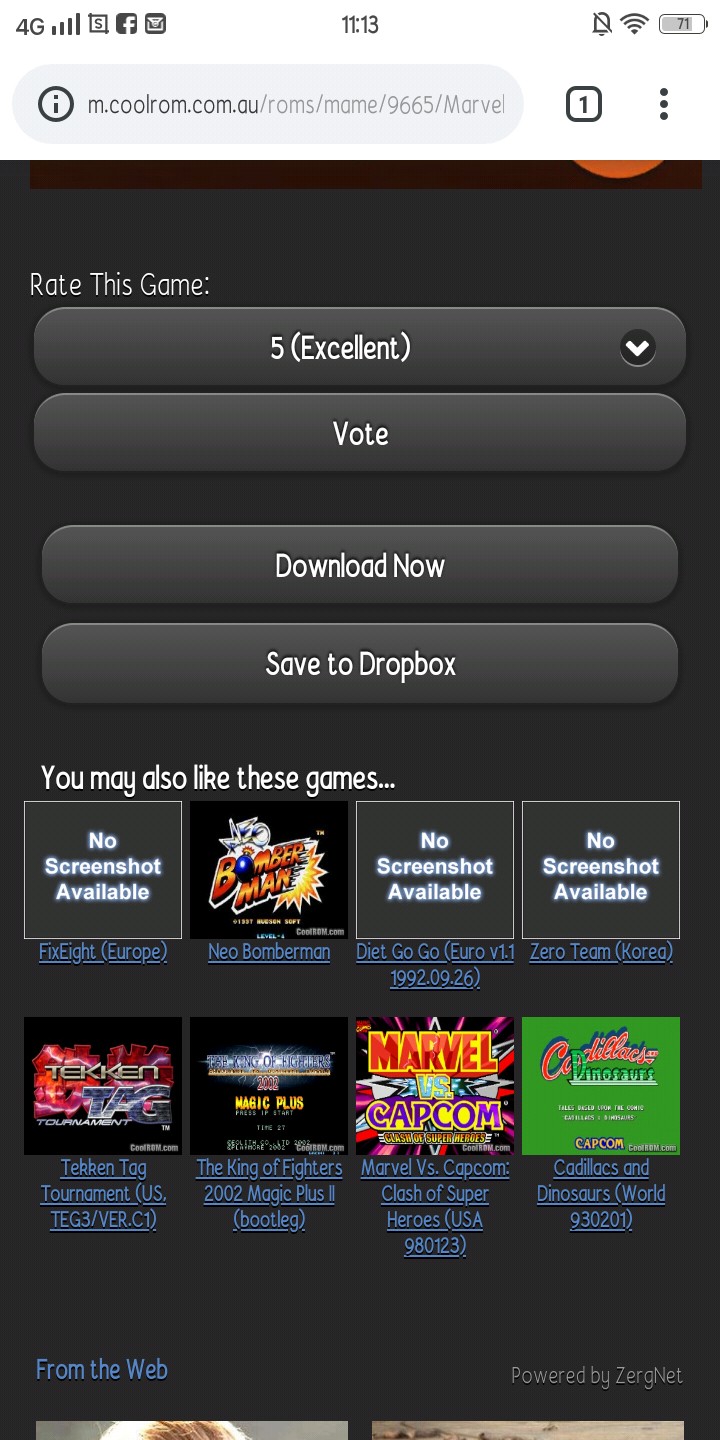 4G 11:13 71
m.coolrom.com.au/roms/mame/9665/Marvel
1
Rate This Game:
5 (Excellent)
Vote
Download Now
Save to Dropbox
You may also like these games...
No
Screenshot
Available
FixEight (Europe)
NEO
BOMBER
MAN
TM
©1997 HUDSON SOFT
LEVEL-4
CoolROM.com
Neo Bomberman
No
Screenshot
Available
Diet Go Go (Euro v1.1
1992.09.26)
No
Screenshot
Available
Zero Team (Korea)
TEKKEN
TAG
TOURNAMENT
TM
CoolROM.com
Tekken Tag
Tournament (US,
TEG3/VER.C1)
THE KING OF FIGHTERS
2002
MAGIC PLUS
PRESS 1P START
TIME 27
CoolROM.com
The King of Fighters
2002 Magic Plus II
(bootleg)
MARVEL
VS.
CAPCOM
CLASH OF SUPER HEROES
CoolROM.com
Marvel Vs. Capcom:
Clash of Super
Heroes (USA
980123)
Cadillacs and
Dinosaurs
TALES BASED UPON THE COMIC
CADILLACS & DINOSAURS
CAPCOM
CoolROM.com
Cadillacs and
Dinosaurs (World
930201)
From the Web
Powered by ZergNet